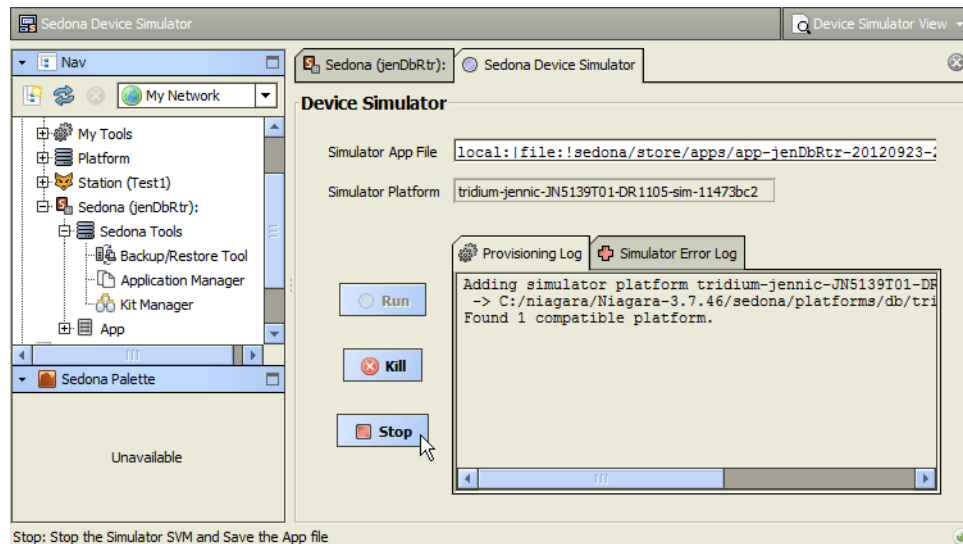 Sedona Device Simulator
Device Simulator View
Nav
My Network
My Tools
Platform
Station (Test1)
Sedona (jenDbRtr):
Sedona Tools
Backup/Restore Tool
Application Manager
Kit Manager
App
Sedona Palette
Unavailable
Sedona (jenDbRtr):
Sedona Device Simulator
Device Simulator
Simulator App File
local:|file:!sedona/store/apps/app-jenDbRtr-20120923-2
Simulator Platform
tridium-jennic-JN5139T01-DR1105-sim-11473bc2
Provisioning Log
Simulator Error Log
Adding simulator platform tridium-jennic-JN5139T01-DR
-> C:/niagara/Niagara-3.7.46/sedona/platforms/db/tri
Found 1 compatible platform.
Run
Kill
Stop
Stop: Stop the Simulator SVM and Save the App file